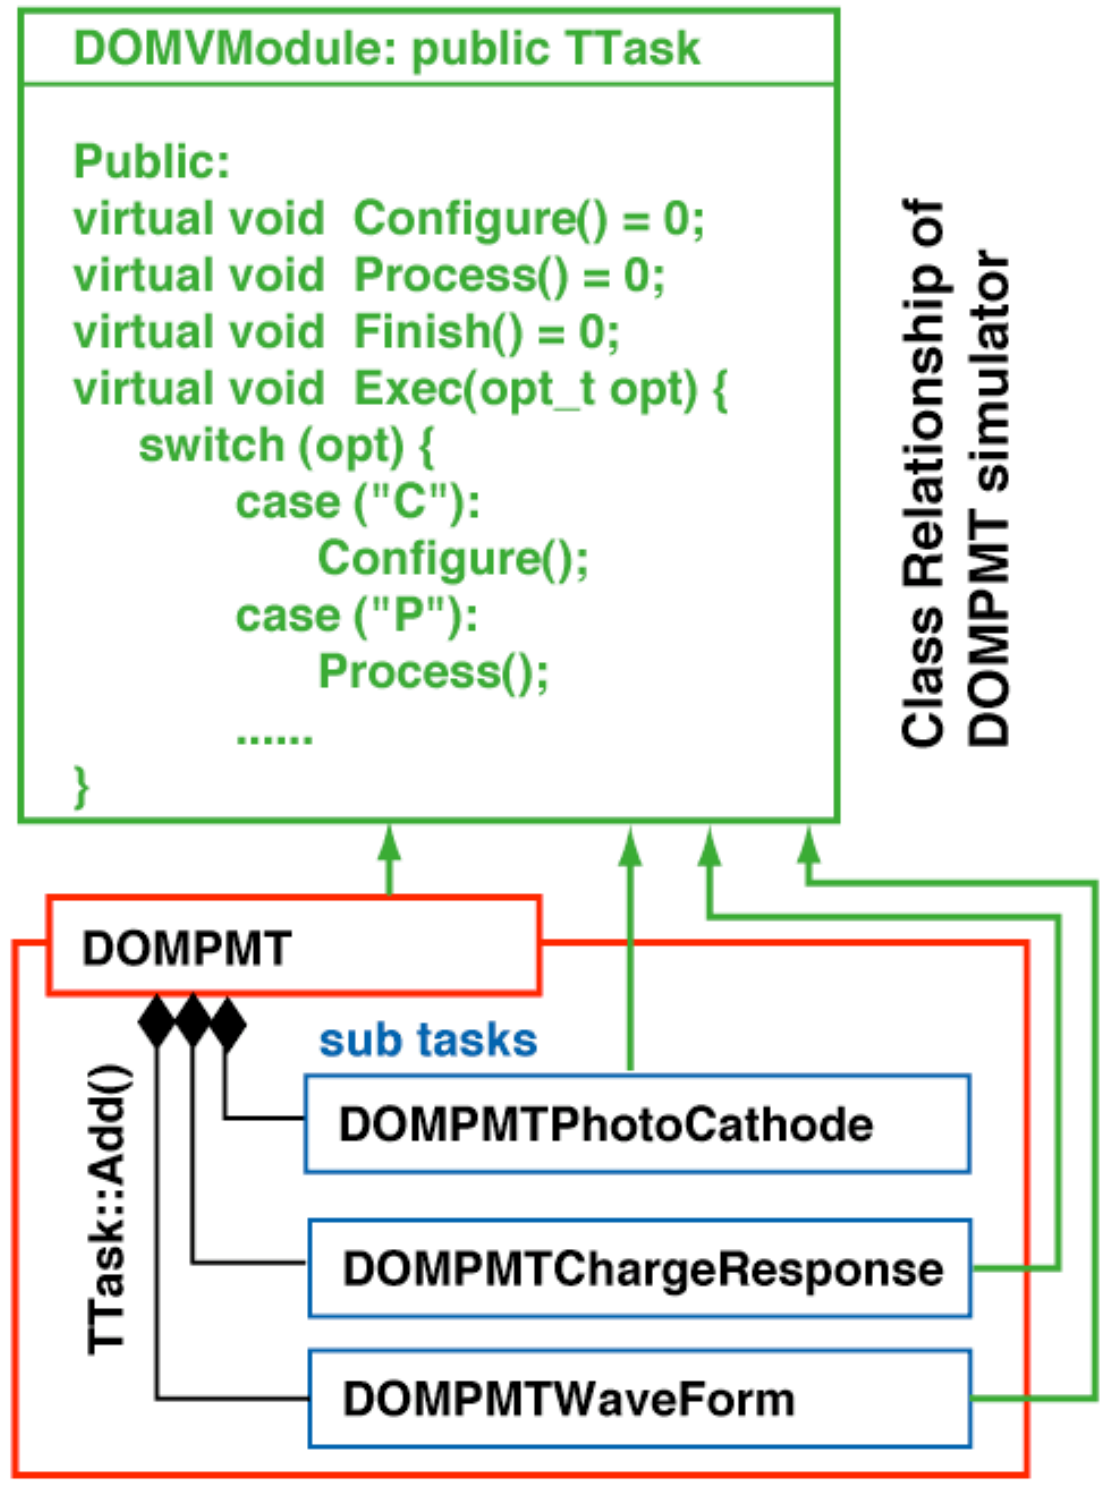 DOMVModule: public TTask
Public:
virtual void Configure() = 0;
virtual void Process() = 0;
virtual void Finish() = 0;
virtual void Exec(opt_t opt) {
switch (opt) {
case ("C"):
Configure();
case ("P"):
Process();
......
}
Class Relationship of
DOMPMT simulator
DOMPMT
sub tasks
TTask::Add()
DOMPMTPhotoCathode
DOMPMTChargeResponse
DOMPMTWaveForm